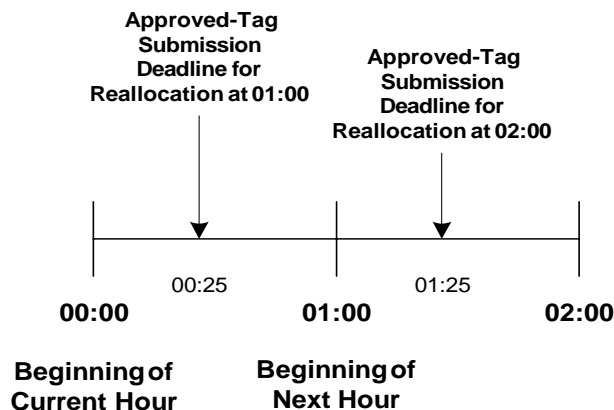 Approved-Tag
Submission
Deadline for
Reallocation at 01:00
Approved-Tag
Submission
Deadline for
Reallocation at 02:00
00:25
01:25
00:00
01:00
02:00
Beginning of
Current Hour
Beginning of
Next Hour